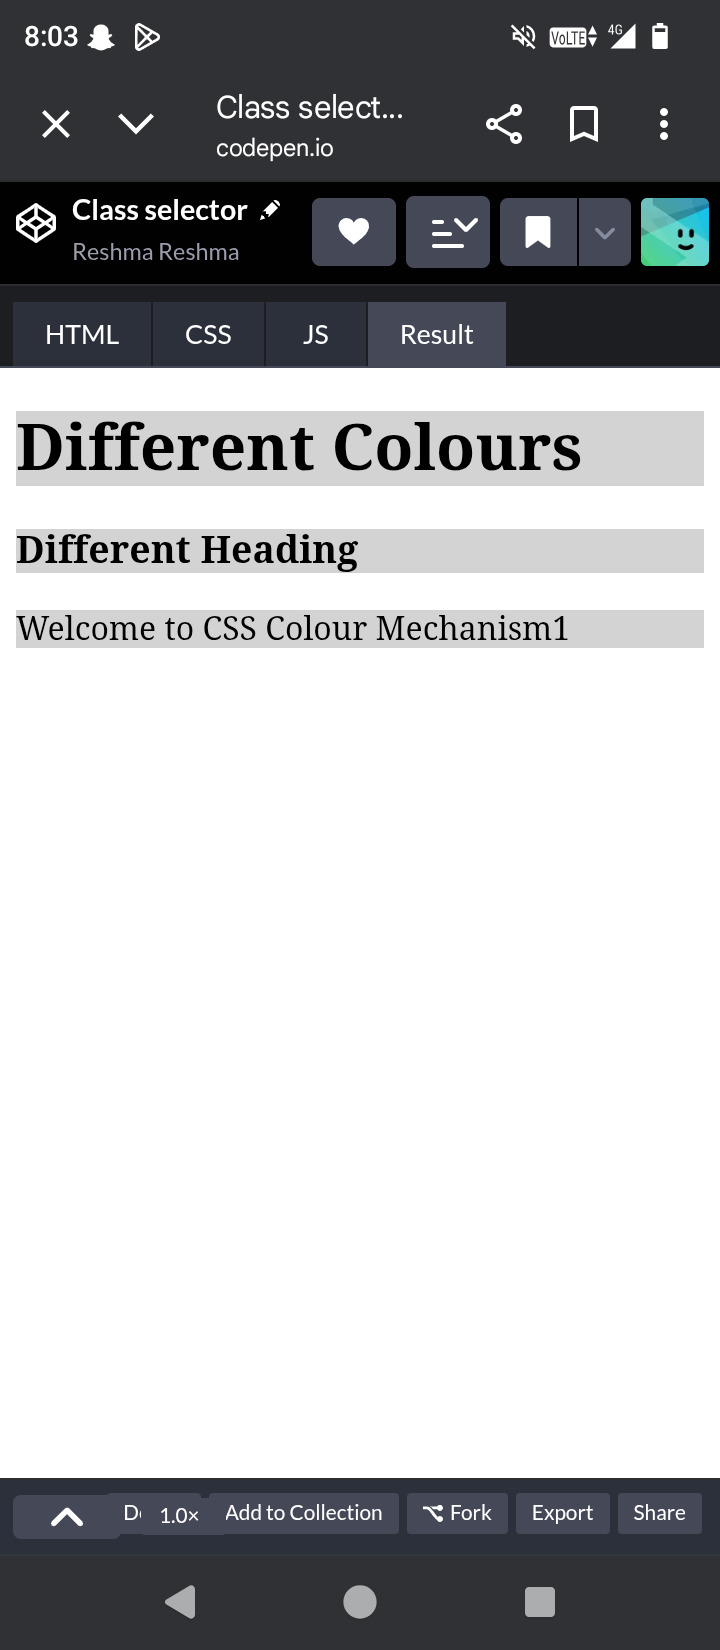 8:03
VoLTE 4G
Class select...
codepen.io
Class selector
Reshma Reshma
HTML CSS JS Result
Different Colours
Different Heading
Welcome to CSS Colour Mechanism1
1.0× Add to Collection Fork Export Share